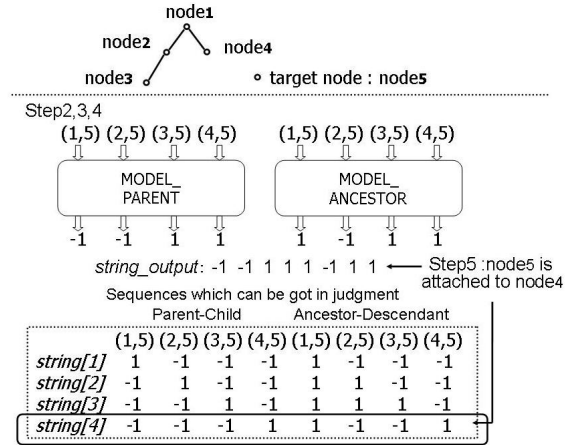 node1
node2
node4
node3
target node : node5
Step2,3,4
(1,5) (2,5) (3,5) (4,5) (1,5) (2,5) (3,5) (4,5)
MODEL_
PARENT
MODEL_
ANCESTOR
-1 -1 1 1 1 -1 1 1
string_output: -1 -1 1 1 1 -1 1 1
Step5 :node5 is
attached to node4
Sequences which can be got in judgment
Parent-Child Ancestor-Descendant
(1,5) (2,5) (3,5) (4,5) (1,5) (2,5) (3,5) (4,5)
string[1] 1 -1 -1 -1 1 -1 -1 -1
string[2] -1 1 -1 -1 1 1 -1 -1
string[3] -1 -1 1 -1 1 1 1 -1
string[4] -1 -1 -1 1 1 -1 -1 1